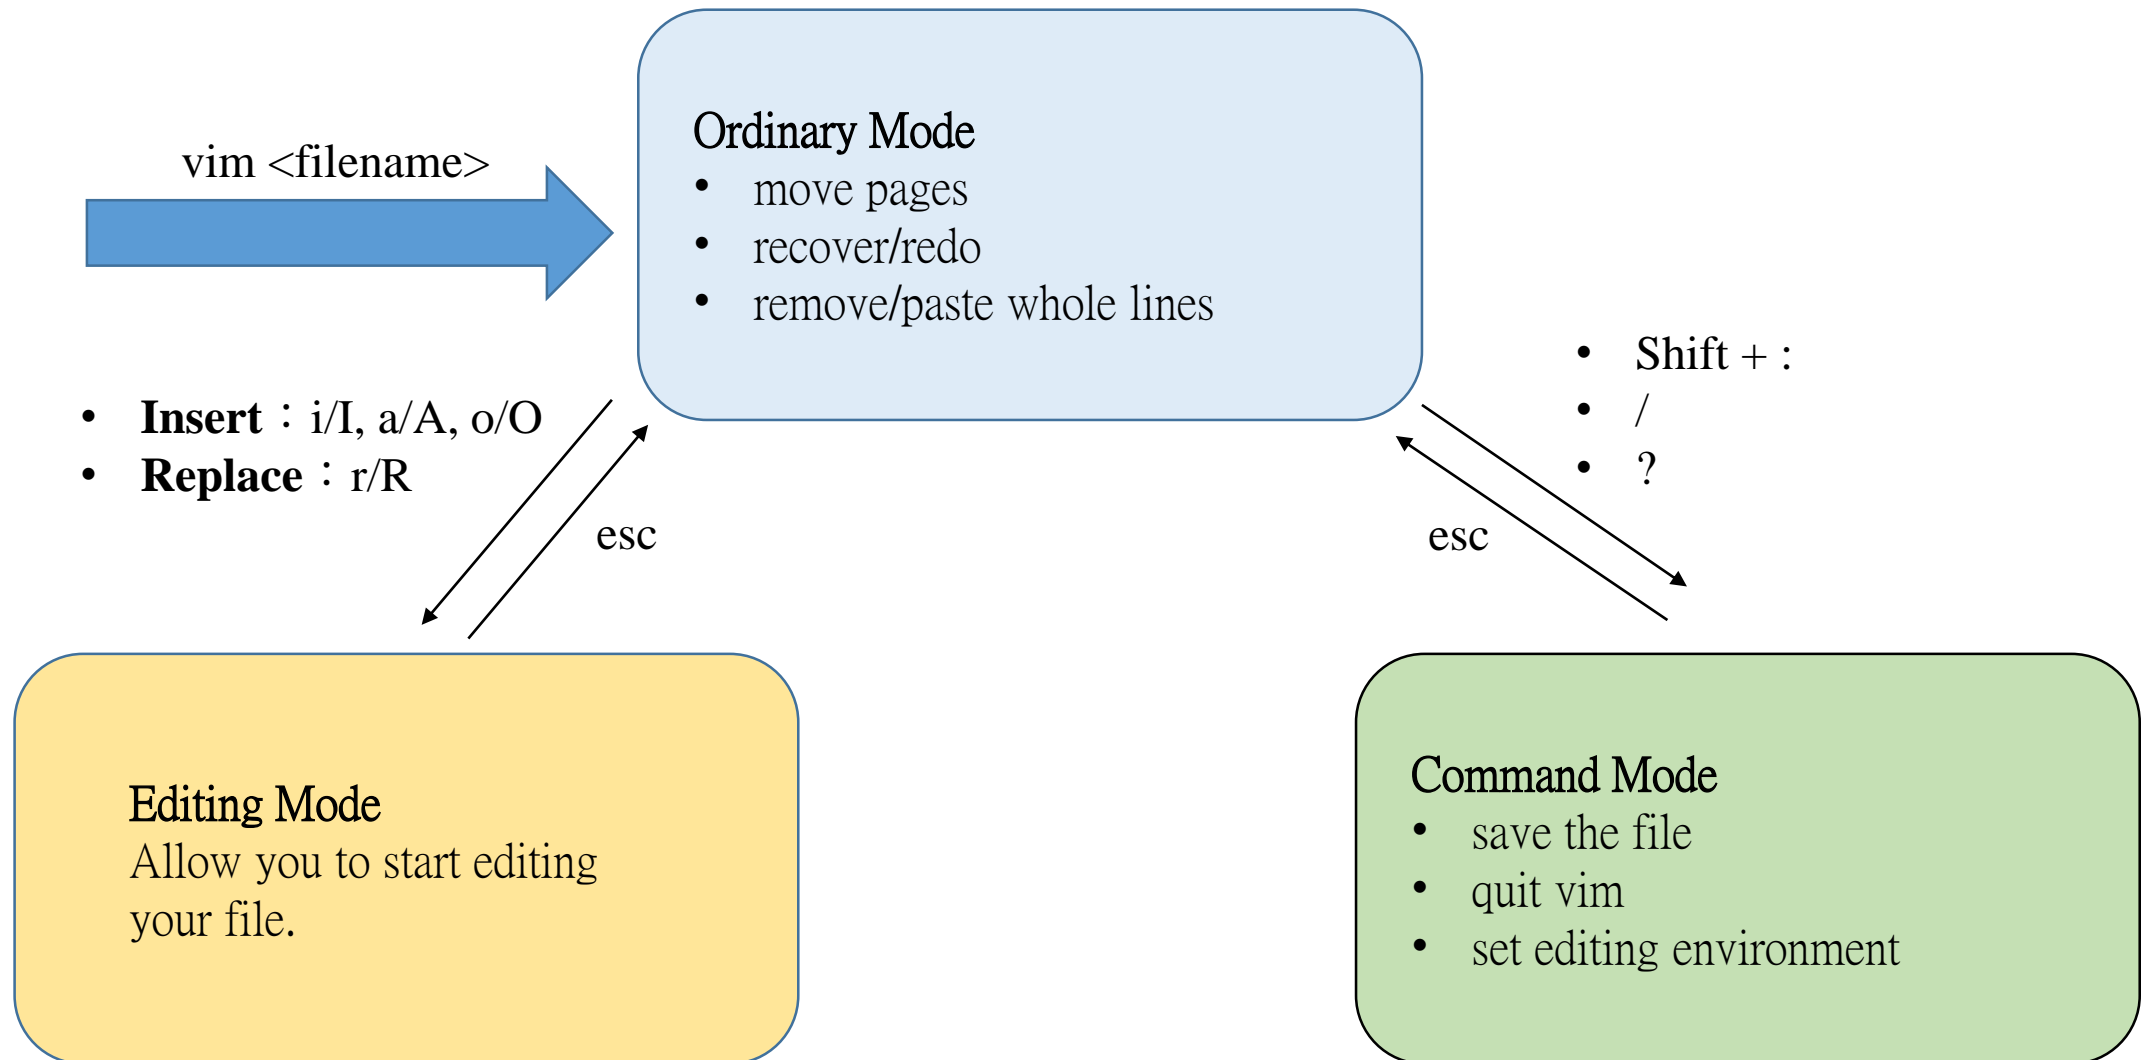 vim <filename>
Ordinary Mode
• move pages
• recover/redo
• remove/paste whole lines
• Insert：i/I, a/A, o/O
• Replace：r/R
esc
• Shift + :
• /
• ?
esc
Editing Mode
Allow you to start editing
your file.
Command Mode
• save the file
• quit vim
• set editing environment